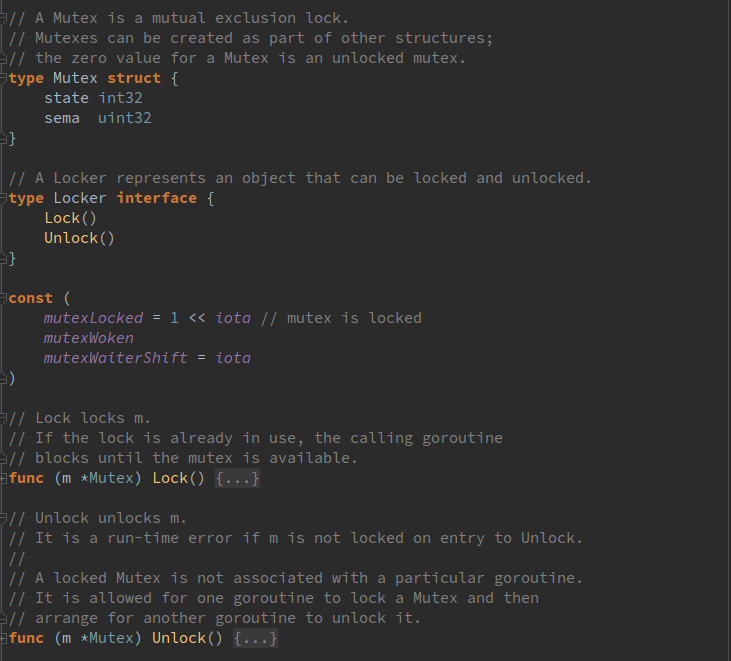 // A Mutex is a mutual exclusion lock.
// Mutexes can be created as part of other structures;
// the zero value for a Mutex is an unlocked mutex.
type Mutex struct {
    state int32
    sema  uint32
}

// A Locker represents an object that can be locked and unlocked.
type Locker interface {
    Lock()
    Unlock()
}

const (
    mutexLocked = 1 << iota // mutex is locked
    mutexWoken
    mutexWaiterShift = iota
)

// Lock locks m.
// If the lock is already in use, the calling goroutine
// blocks until the mutex is available.
func (m *Mutex) Lock() {...}

// Unlock unlocks m.
// It is a run-time error if m is not locked on entry to Unlock.
//
// A locked Mutex is not associated with a particular goroutine.
// It is allowed for one goroutine to lock a Mutex and then
// arrange for another goroutine to unlock it.
func (m *Mutex) Unlock() {...}